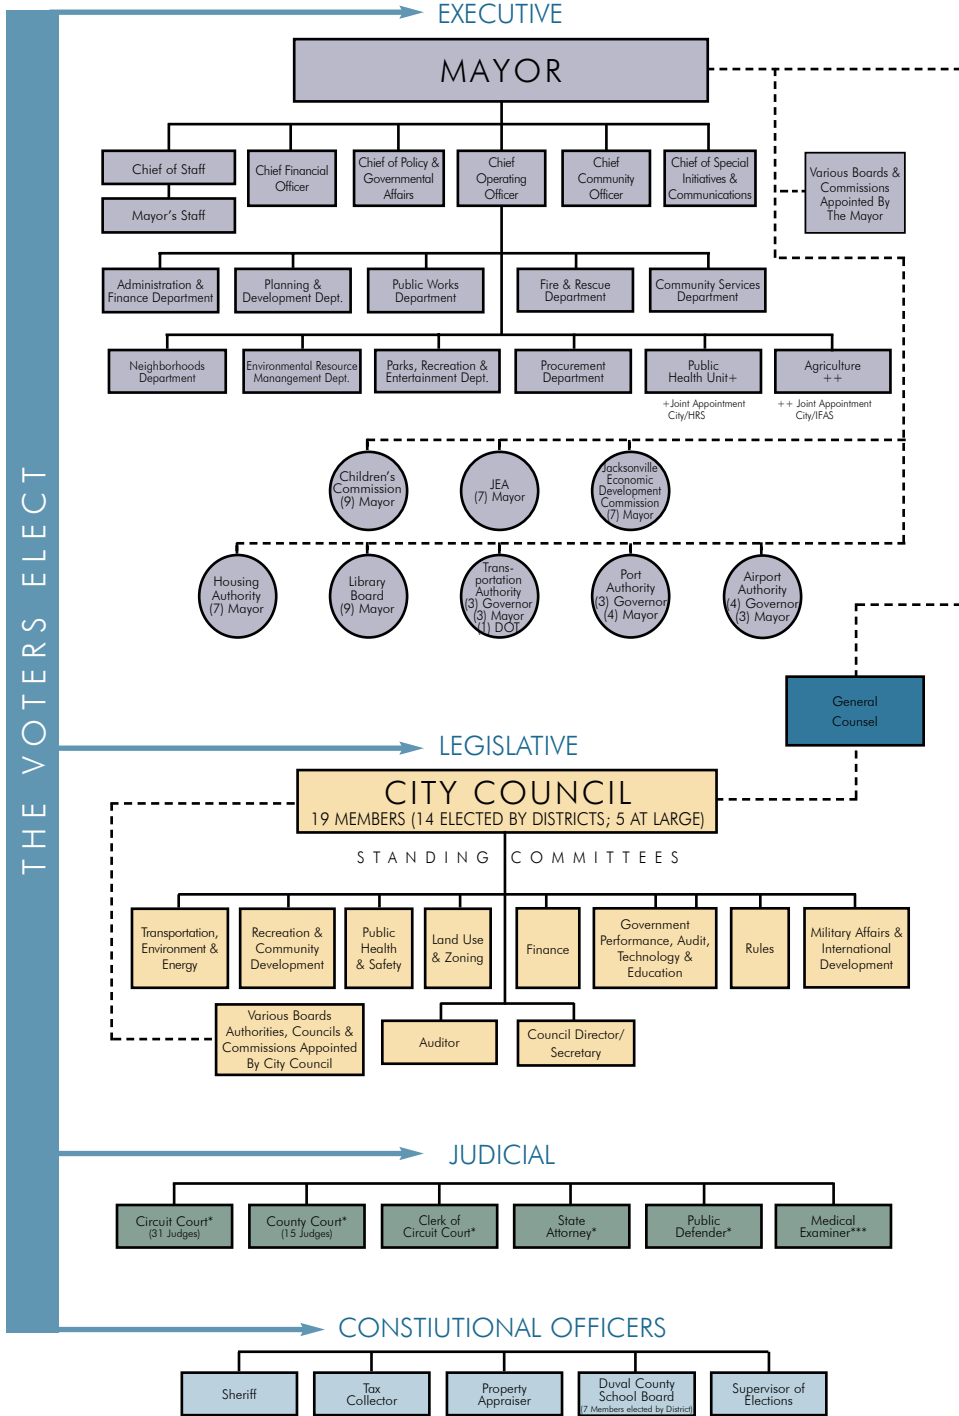 THE VOTERS ELECT
EXECUTIVE
MAYOR
Chief of Staff
Mayor's Staff
Chief Financial
Officer
Chief of Policy &
Governmental
Affairs
Chief
Operating
Officer
Chief
Community
Officer
Chief of Special
Initiatives &
Communications
Various Boards &
Commissions
Appointed By
The Mayor
Administration &
Finance Department
Planning &
Development Dept.
Public Works
Department
Fire & Rescue
Department
Community Services
Department
Neighborhoods
Department
Environmental Resource
Management Dept.
Parks, Recreation &
Entertainment Dept.
Procurement
Department
Public
Health Unit+
Agriculture
++
+Joint Appointment
City/HRS
++ Joint Appointment
City/IFAS
Children's
Commission
(9) Mayor
JEA
(7) Mayor
Jacksonville
Economic
Development
Commission
(7) Mayor
Housing
Authority
(7) Mayor
Library
Board
(9) Mayor
Trans-
portation
Authority
(3) Governor
(3) Mayor
(1) DOT
Port
Authority
(3) Governor
(4) Mayor
Airport
Authority
(4) Governor
(3) Mayor
General
Counsel
LEGISLATIVE
CITY COUNCIL
19 MEMBERS (14 ELECTED BY DISTRICTS; 5 AT LARGE)
STANDING COMMITTEES
Transportation,
Environment &
Energy
Recreation &
Community
Development
Public
Health
& Safety
Land Use
& Zoning
Finance
Government
Performance, Audit,
Technology &
Education
Rules
Military Affairs &
International
Development
Various Boards
Authorities, Councils &
Commissions Appointed
By City Council
Auditor
Council Director/
Secretary
JUDICIAL
Circuit Court*
(31 Judges)
County Court*
(15 Judges)
Clerk of
Circuit Court*
State
Attorney*
Public
Defender*
Medical
Examiner***
CONSTIUTIONAL OFFICERS
Sheriff
Tax
Collector
Property
Appraiser
Duval County
School Board
(7 Members elected by District)
Supervisor of
Elections